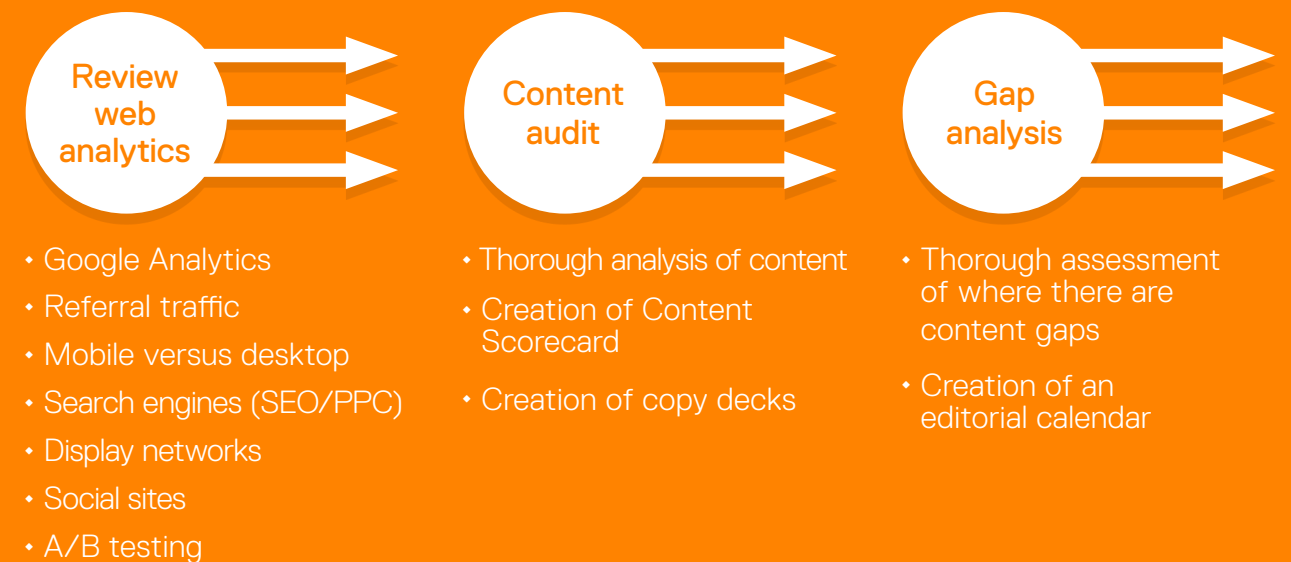 Review
web
analytics
• Google Analytics
• Referral traffic
• Mobile versus desktop
• Search engines (SEO/PPC)
• Display networks
• Social sites
• A/B testing
Content
audit
• Thorough analysis of content
• Creation of Content
Scorecard
• Creation of copy decks
Gap
analysis
• Thorough assessment
of where there are
content gaps
• Creation of an
editorial calendar